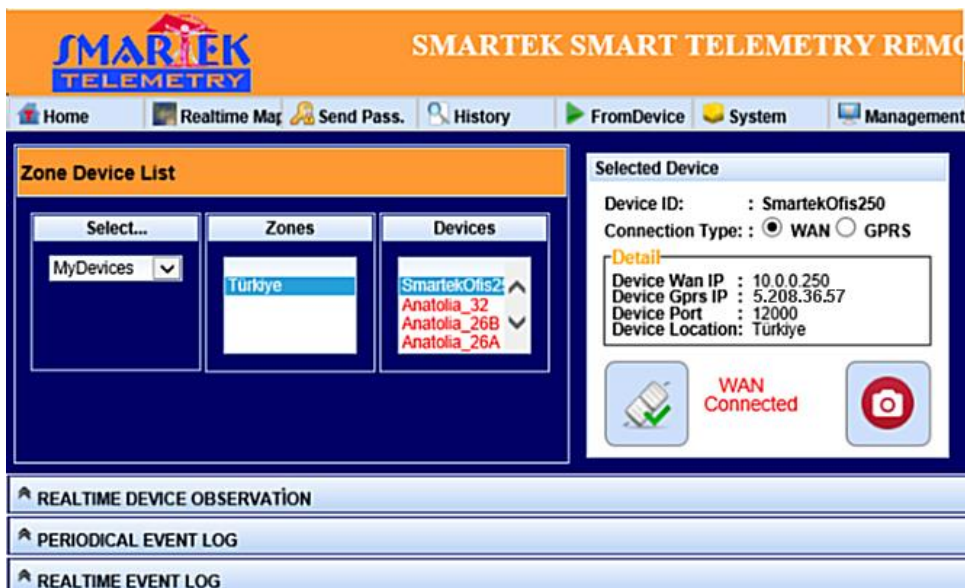 SMARTEK
TELEMETRY
SMARTEK SMART TELEMETRY
Home Realtime Map Send Pass. History FromDevice System Management
Zone Device List
Select... Zones Devices
MyDevices
Türkiye
SmartekOfis25
Anatolia_32
Anatolia_26B
Anatolia_26A
Selected Device
Device ID: : SmartekOfis250
Connection Type: : WAN GPRS
Detail
Device Wan IP : 10.0.0.250
Device Gprs IP : 5.208.36.57
Device Port : 12000
Device Location: Türkiye
WAN
Connected
REALTIME DEVICE OBSERVATİON
PERIODICAL EVENT LOG
REALTIME EVENT LOG